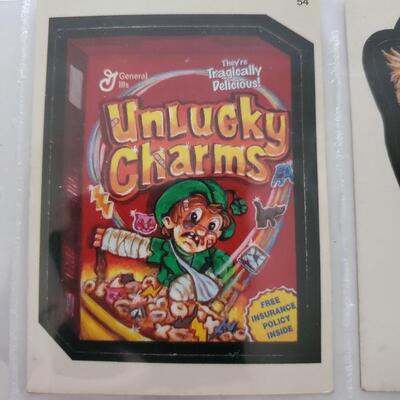 54
General
Ills
They're
Tragically
Delicious!
UnLucky
Charms
FREE
INSURANCE
POLICY
INSIDE